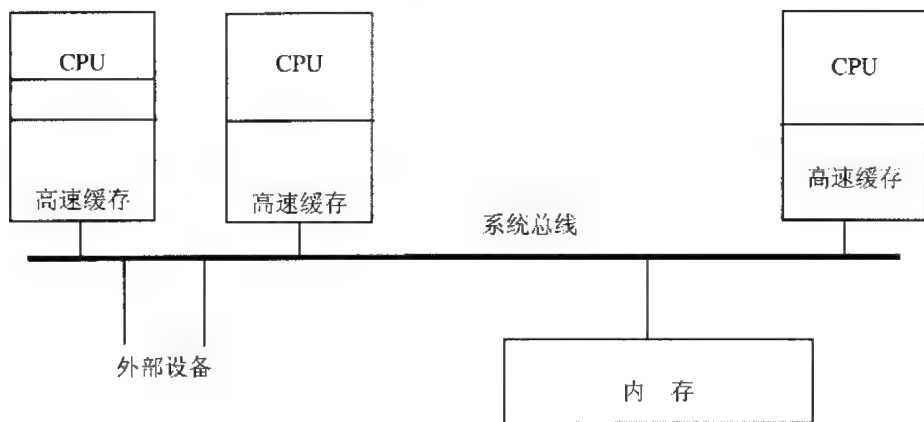 CPU
CPU
CPU
高速缓存
高速缓存
高速缓存
系统总线
外部设备
内 存